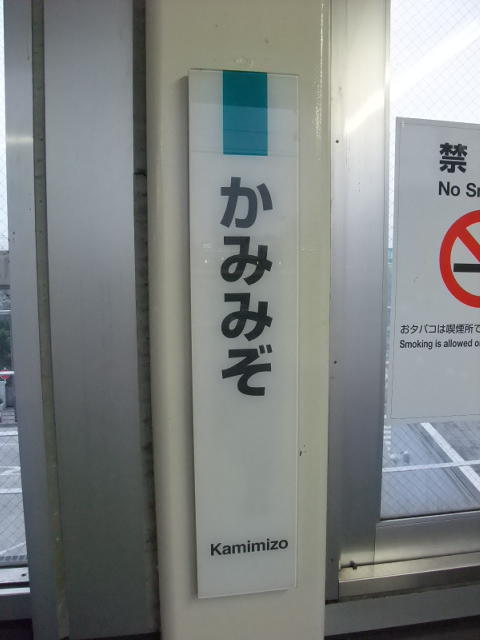 かみみぞ
Kamimizo
禁
No
おタバコは喫煙所で
Smoking is allowed